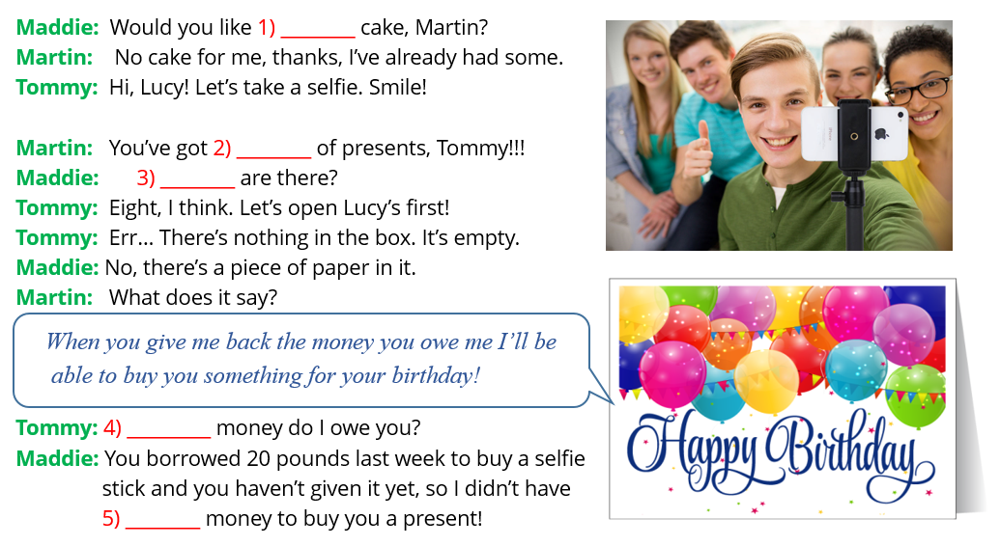 Maddie: Would you like 1) ________ cake, Martin?
Martin: No cake for me, thanks, I've already had some.
Tommy: Hi, Lucy! Let's take a selfie. Smile!
Martin: You've got 2) ________ of presents, Tommy!!!
Maddie: 3) ________ are there?
Tommy: Eight, I think. Let's open Lucy's first!
Tommy: Err... There's nothing in the box. It's empty.
Maddie: No, there's a piece of paper in it.
Martin: What does it say?
When you give me back the money you owe me I'll be
able to buy you something for your birthday!
Happy Birthday
Tommy: 4) _________ money do I owe you?
Maddie: You borrowed 20 pounds last week to buy a selfie
stick and you haven't given it yet, so I didn't have
5) ________ money to buy you a present!